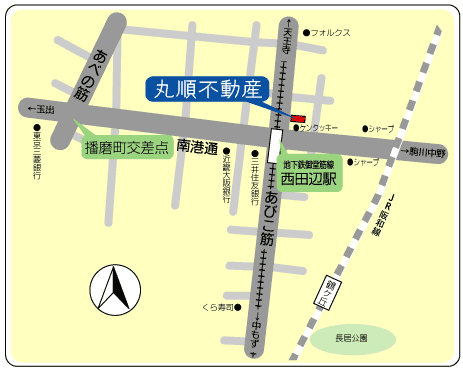 ↑天王寺
フォルクス
あべの筋
丸順不動産
←玉出
ケンタッキー
シャープ
播磨町交差点
南港通
東京三菱銀行
近畿大阪銀行
三井住友銀行
地下鉄御堂筋線
西田辺駅
シャープ
→駒川中野
あびこ筋
JR阪和線
鶴ヶ丘
くら寿司
→中もず
長居公園